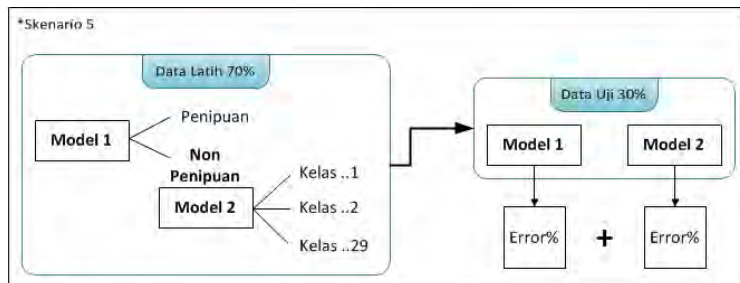 *Skenario 5
Data Latih 70%
Model 1
Penipuan
Non
Penipuan
Model 2
Kelas ..1
Kelas ..2
Kelas ..29
Data Uji 30%
Model 1
Model 2
Error%
+
Error%